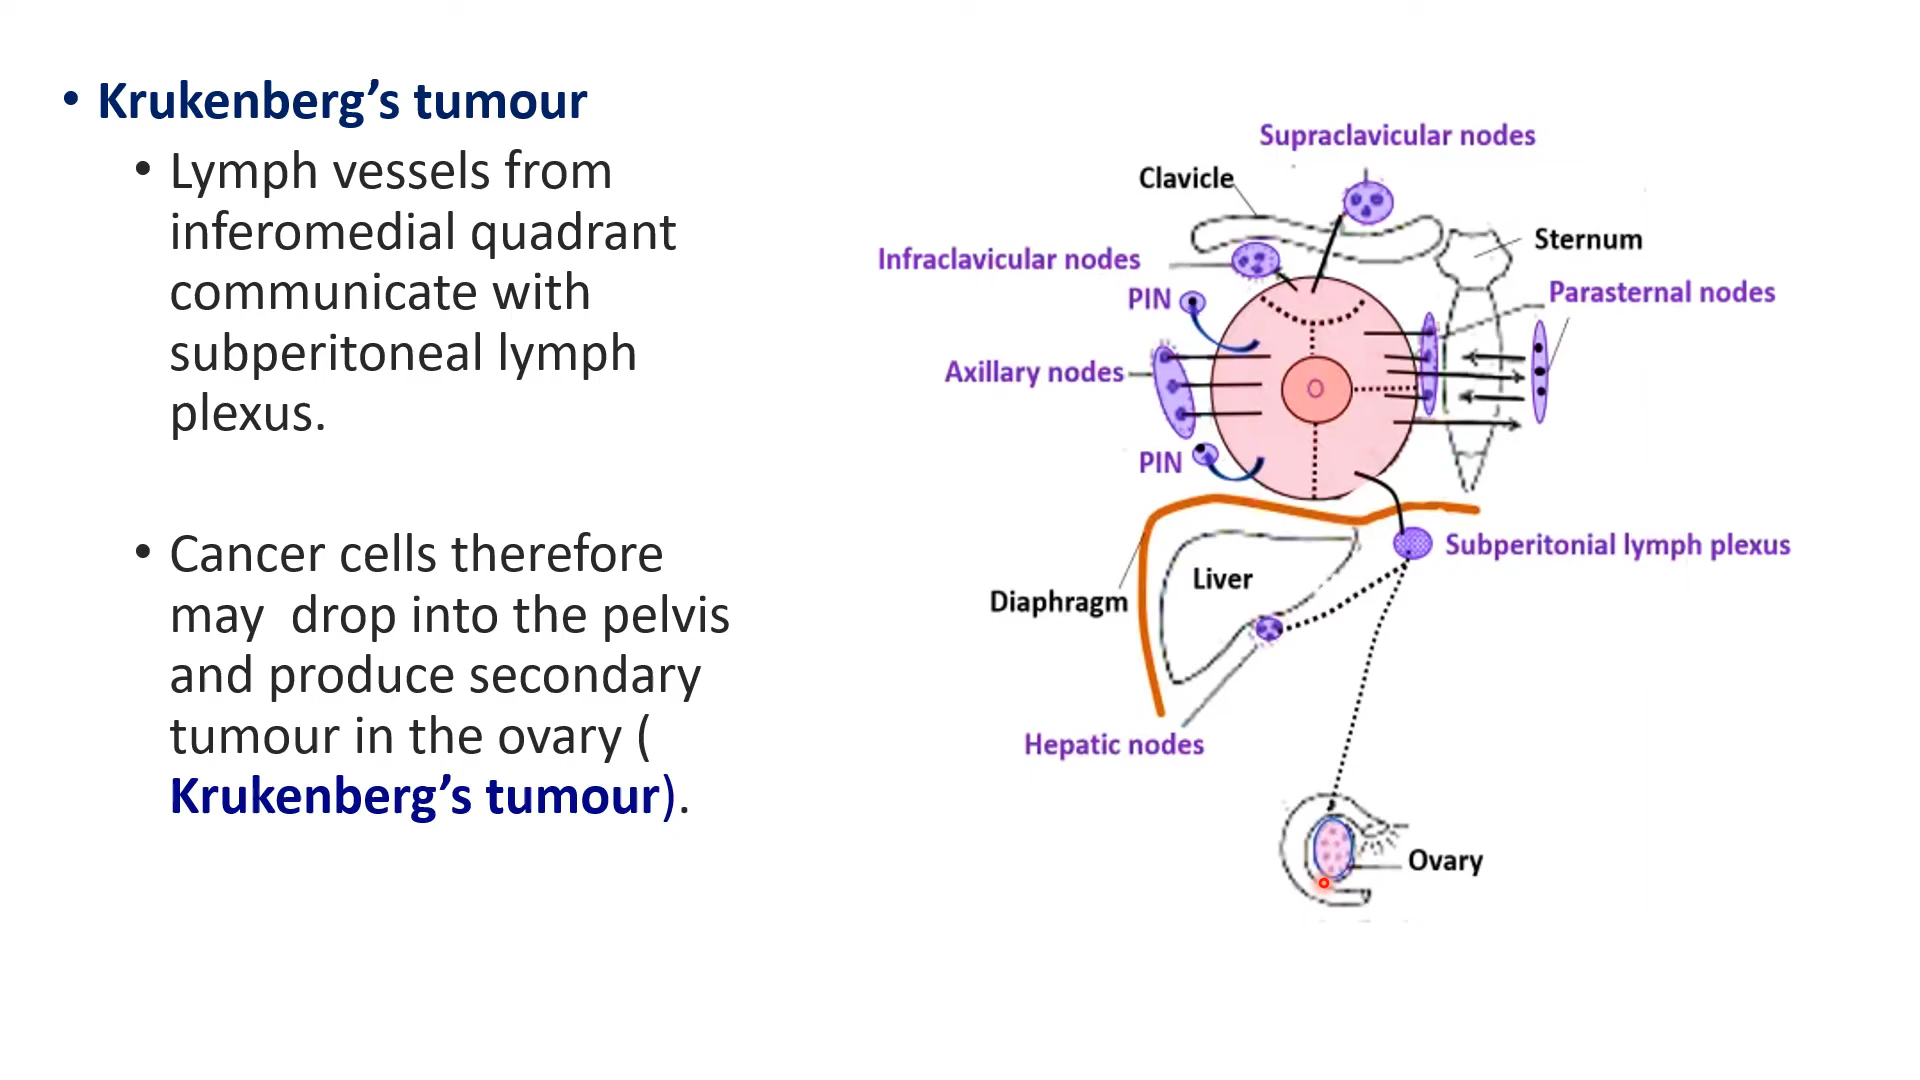 • Krukenberg’s tumour
• Lymph vessels from
inferomedial quadrant
communicate with
subperitoneal lymph
plexus.
• Cancer cells therefore
may  drop into the pelvis
and produce secondary
tumour in the ovary (
Krukenberg’s tumour).
Supraclavicular nodes
Clavicle
Sternum
Infraclavicular nodes
Parasternal nodes
PIN
Axillary nodes
PIN
Subperitonial lymph plexus
Liver
Diaphragm
Hepatic nodes
Ovary